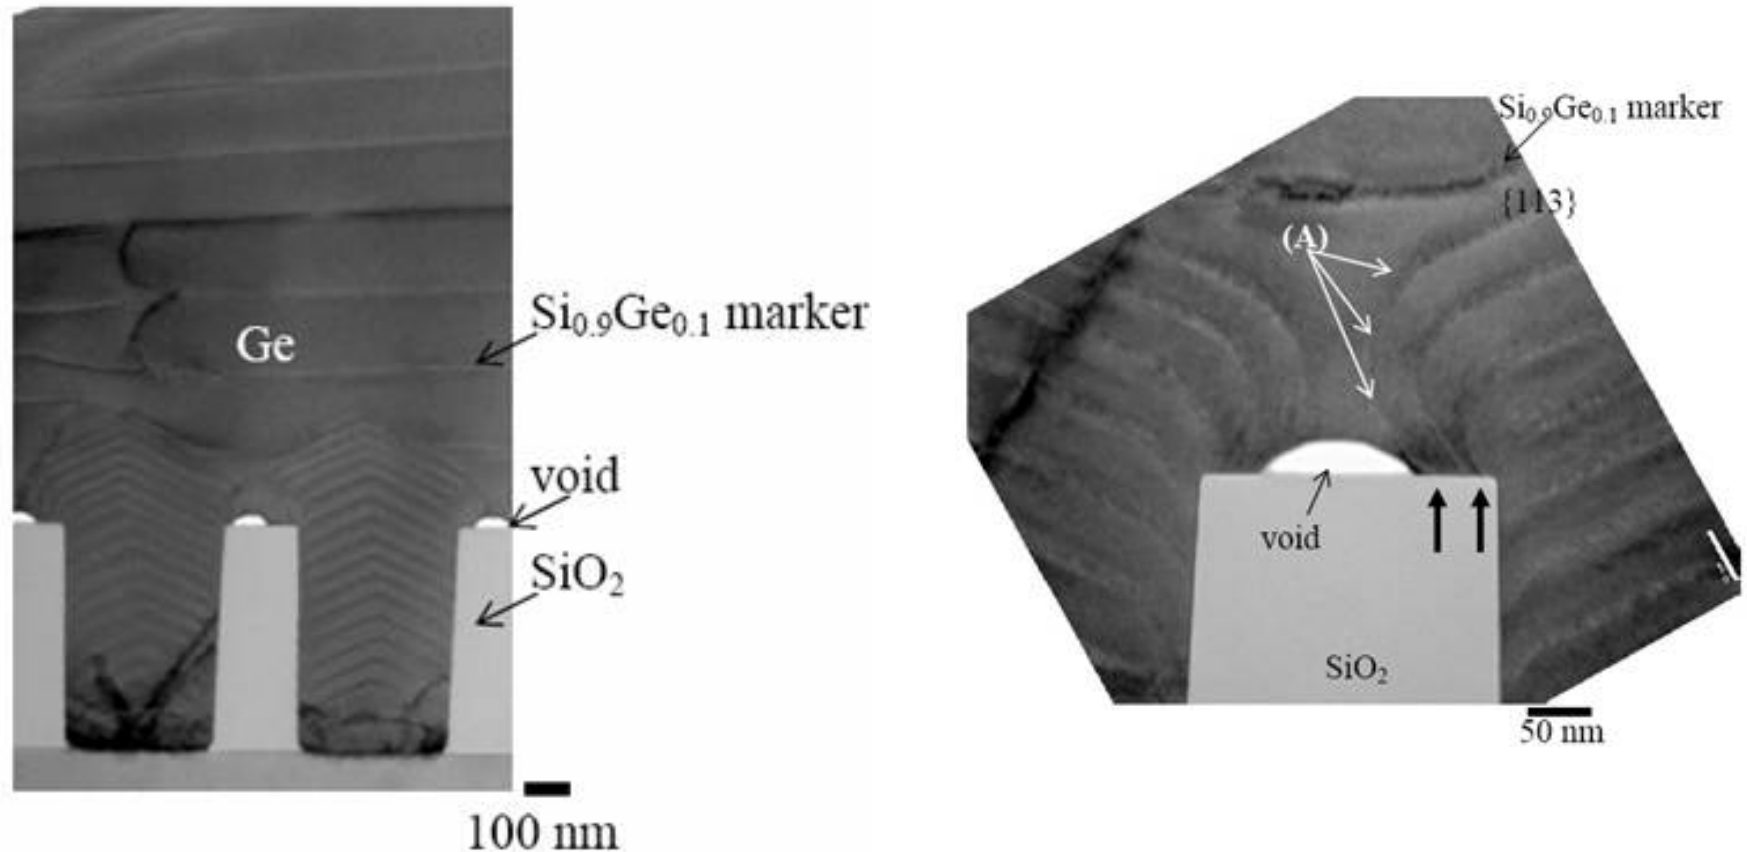 Si₀.₉Ge₀.₁ marker
Ge
void
SiO₂
100 nm
Si₀.₉Ge₀.₁ marker
{113}
(A)
void
SiO₂
50 nm